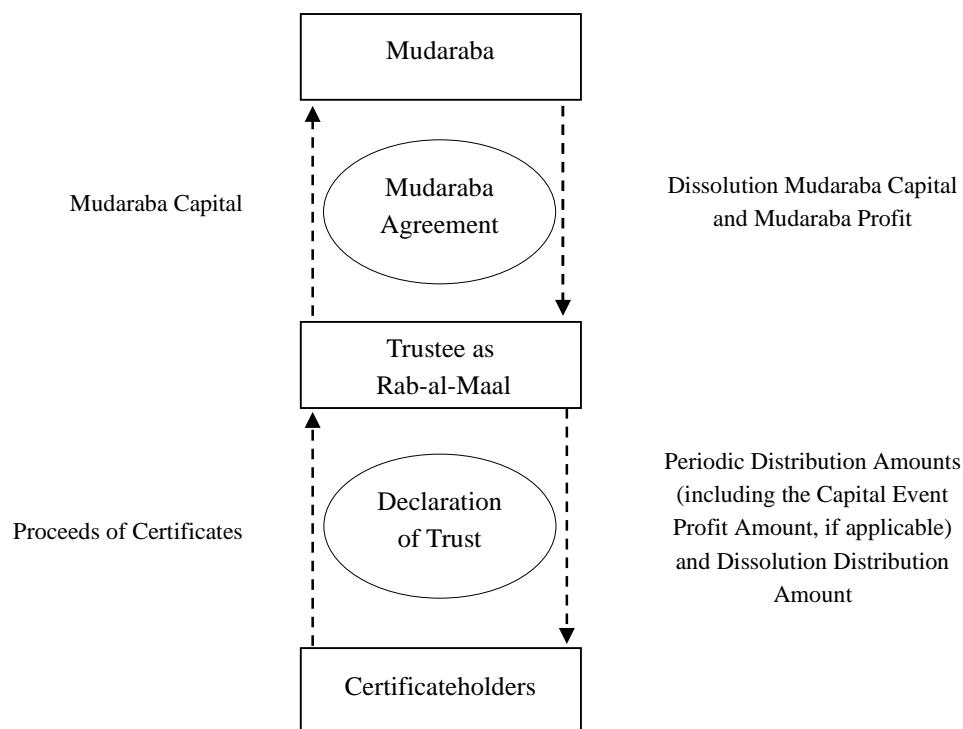 Mudaraba
Mudaraba Capital
Mudaraba
Agreement
Dissolution Mudaraba Capital
and Mudaraba Profit
Trustee as
Rab-al-Maal
Proceeds of Certificates
Declaration
of Trust
Periodic Distribution Amounts
(including the Capital Event
Profit Amount, if applicable)
and Dissolution Distribution
Amount
Certificateholders